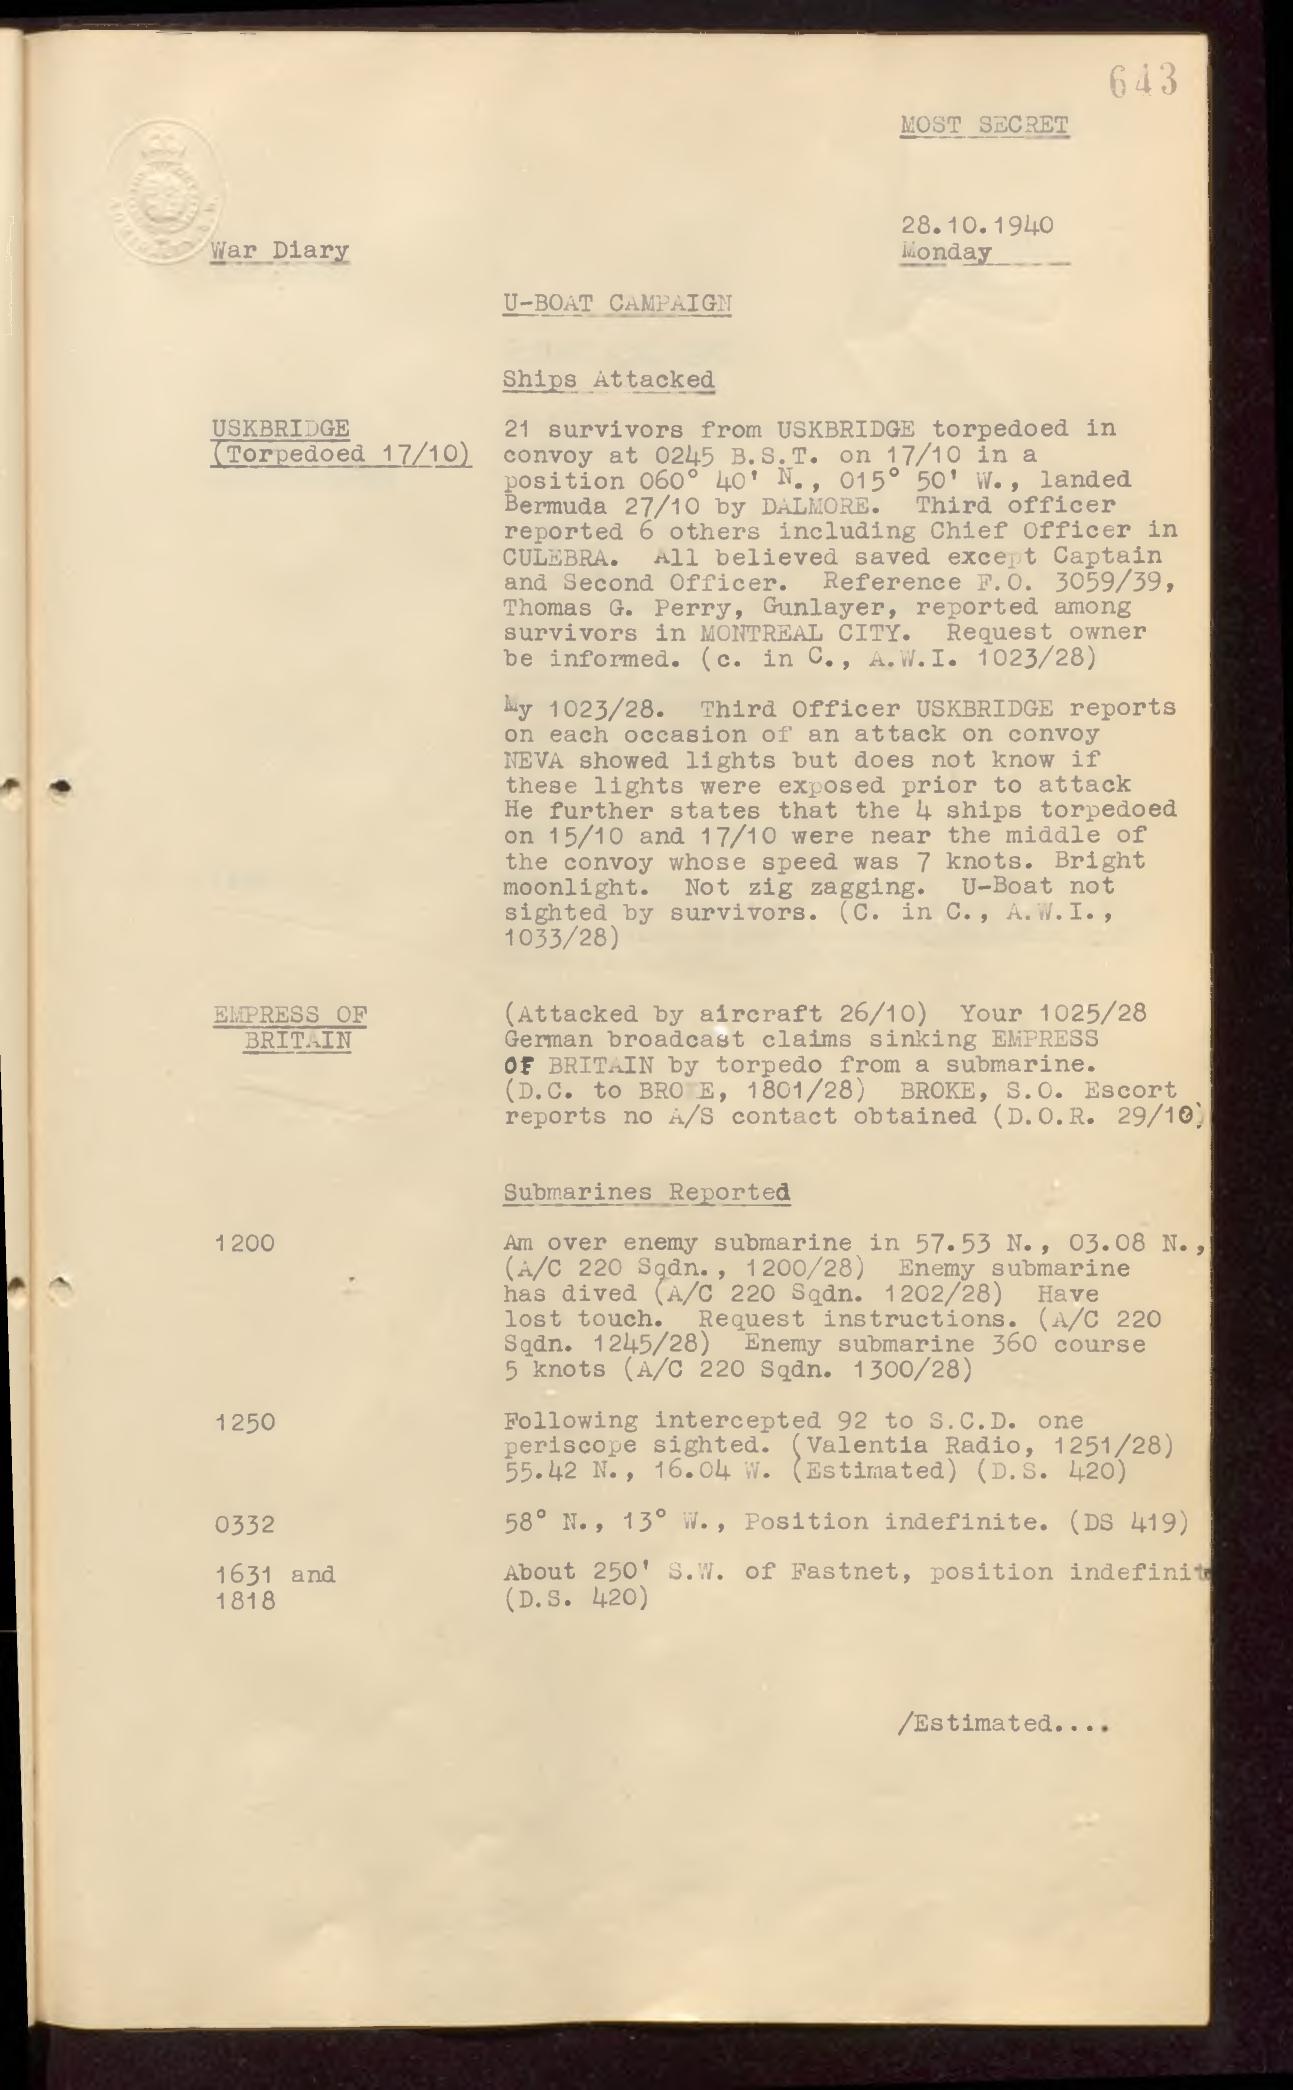 643
MOST SECRET
28.10.1940
War Diary
Monday
U-BOAT CAMPAIGN
Ships Attacked
USKBRIDGE
(Torpedoed 17/10)
21 survivors from USKBRIDGE torpedoed in
convoy at 0245 B.S.T. on 17/10 in a
position 060° 40' N., 015° 50' W., landed
Bermuda 27/10 by DALMORE. Third officer
reported 6 others including Chief Officer in
CULEBRA. All believed saved except Captain
and Second Officer. Reference F.O. 3059/39,
Thomas G. Perry, Gunlayer, reported among
survivors in MONTREAL CITY. Request owner
be informed. (c. in C., A.W.I. 1023/28)
My 1023/28. Third Officer USKBRIDGE reports
on each occasion of an attack on convoy
NEVA showed lights but does not know if
these lights were exposed prior to attack
He further states that the 4 ships torpedoed
on 15/10 and 17/10 were near the middle of
the convoy whose speed was 7 knots. Bright
moonlight. Not zig zagging. U-Boat not
sighted by survivors. (C. in C., A.W.I.,
1033/28)
EMPRESS OF
BRITAIN
(Attacked by aircraft 26/10) Your 1025/28
German broadcast claims sinking EMPRESS
OF BRITAIN by torpedo from a submarine.
(D.C. to BRO E, 1801/28) BROKE, S.O. Escort
reports no A/S contact obtained (D.O.R. 29/10)
Submarines Reported
1200
Am over enemy submarine in 57.53 N., 03.08 N.,
(A/C 220 Sqdn., 1200/28) Enemy submarine
has dived (A/C 220 Sqdn. 1202/28) Have
lost touch. Request instructions. (A/C 220
Sqdn. 1245/28) Enemy submarine 360 course
5 knots (A/C 220 Sqdn. 1300/28)
1250
Following intercepted 92 to S.C.D. one
periscope sighted. (Valentia Radio, 1251/28)
55.42 N., 16.04 W. (Estimated) (D.S. 420)
0332
58° N., 13° W., Position indefinite. (DS 419)
1631 and
1818
About 250' S.W. of Fastnet, position indefinite
(D.S. 420)
/Estimated....